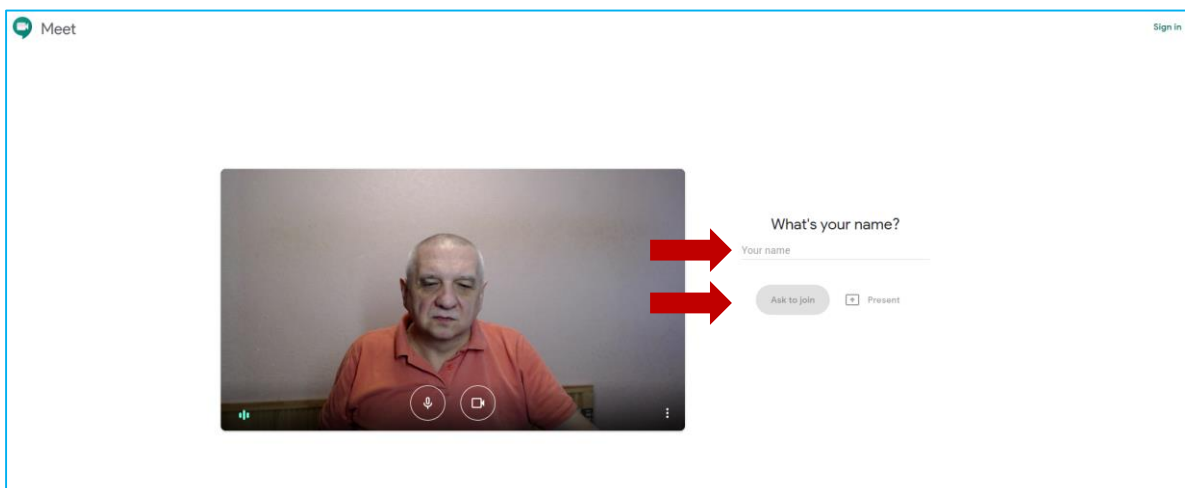 Meet
Sign in
What's your name?
Your name
Ask to join
Present